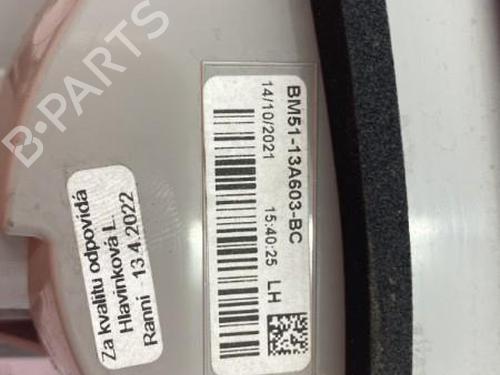 B-PARTS
BM51-13A603-BC
14/10/2021
15:40:25 LH
Za kvalitu odpovídá
Hlavinková L.
Ranní 13.4.2022